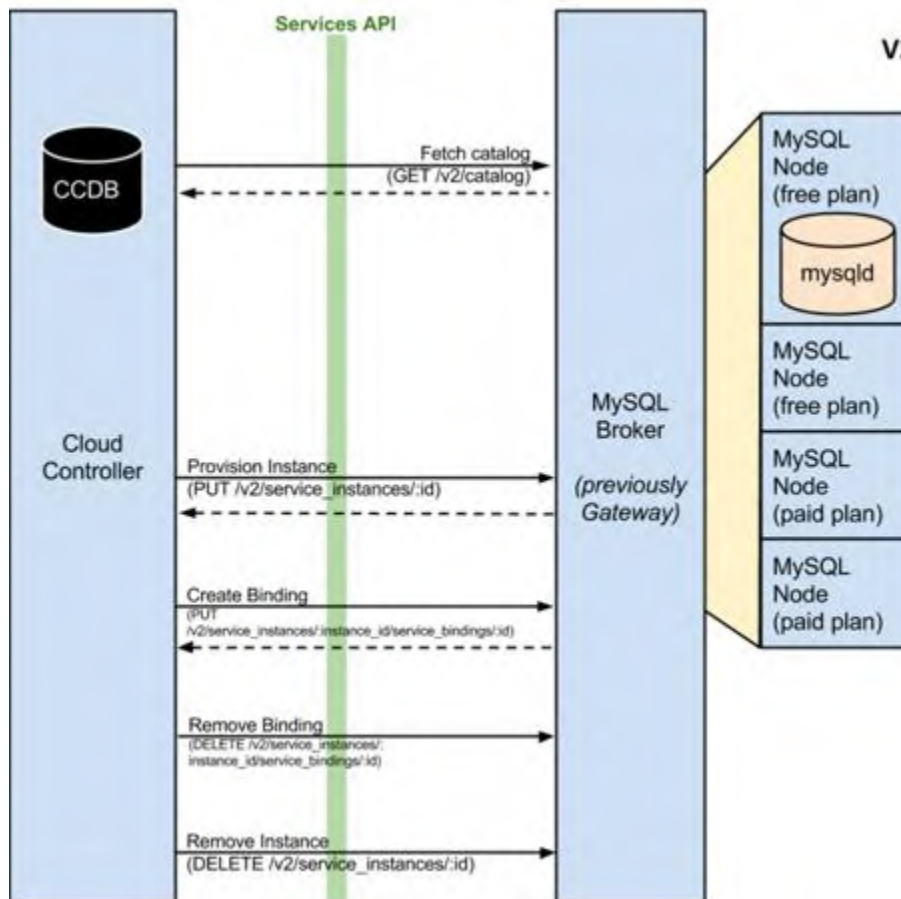 Services API
V2
CCDB
Fetch catalog
(GET /v2/catalog)
MySQL
Node
(free plan)
mysqld
MySQL
Node
(free plan)
Cloud
Controller
MySQL
Broker
(previously
Gateway)
Provision Instance
(PUT /v2/service_instances/:id)
MySQL
Node
(paid plan)
Create Binding
(PUT
/v2/service_instances/:instance_id/service_bindings/:id)
MySQL
Node
(paid plan)
Remove Binding
(DELETE /v2/service_instances/:
instance_id/service_bindings/:id)
Remove Instance
(DELETE /v2/service_instances/:id)